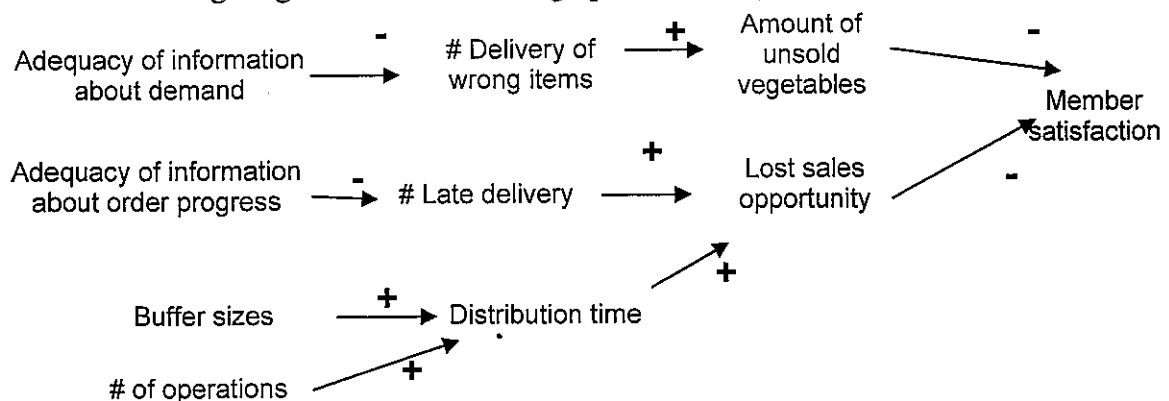 Adequacy of information
about demand
-
# Delivery of
wrong items
+
Amount of
unsold
vegetables
-
Member
satisfaction
Adequacy of information
about order progress
-
# Late delivery
+
Lost sales
opportunity
-
Buffer sizes
+
Distribution time
+
# of operations
+